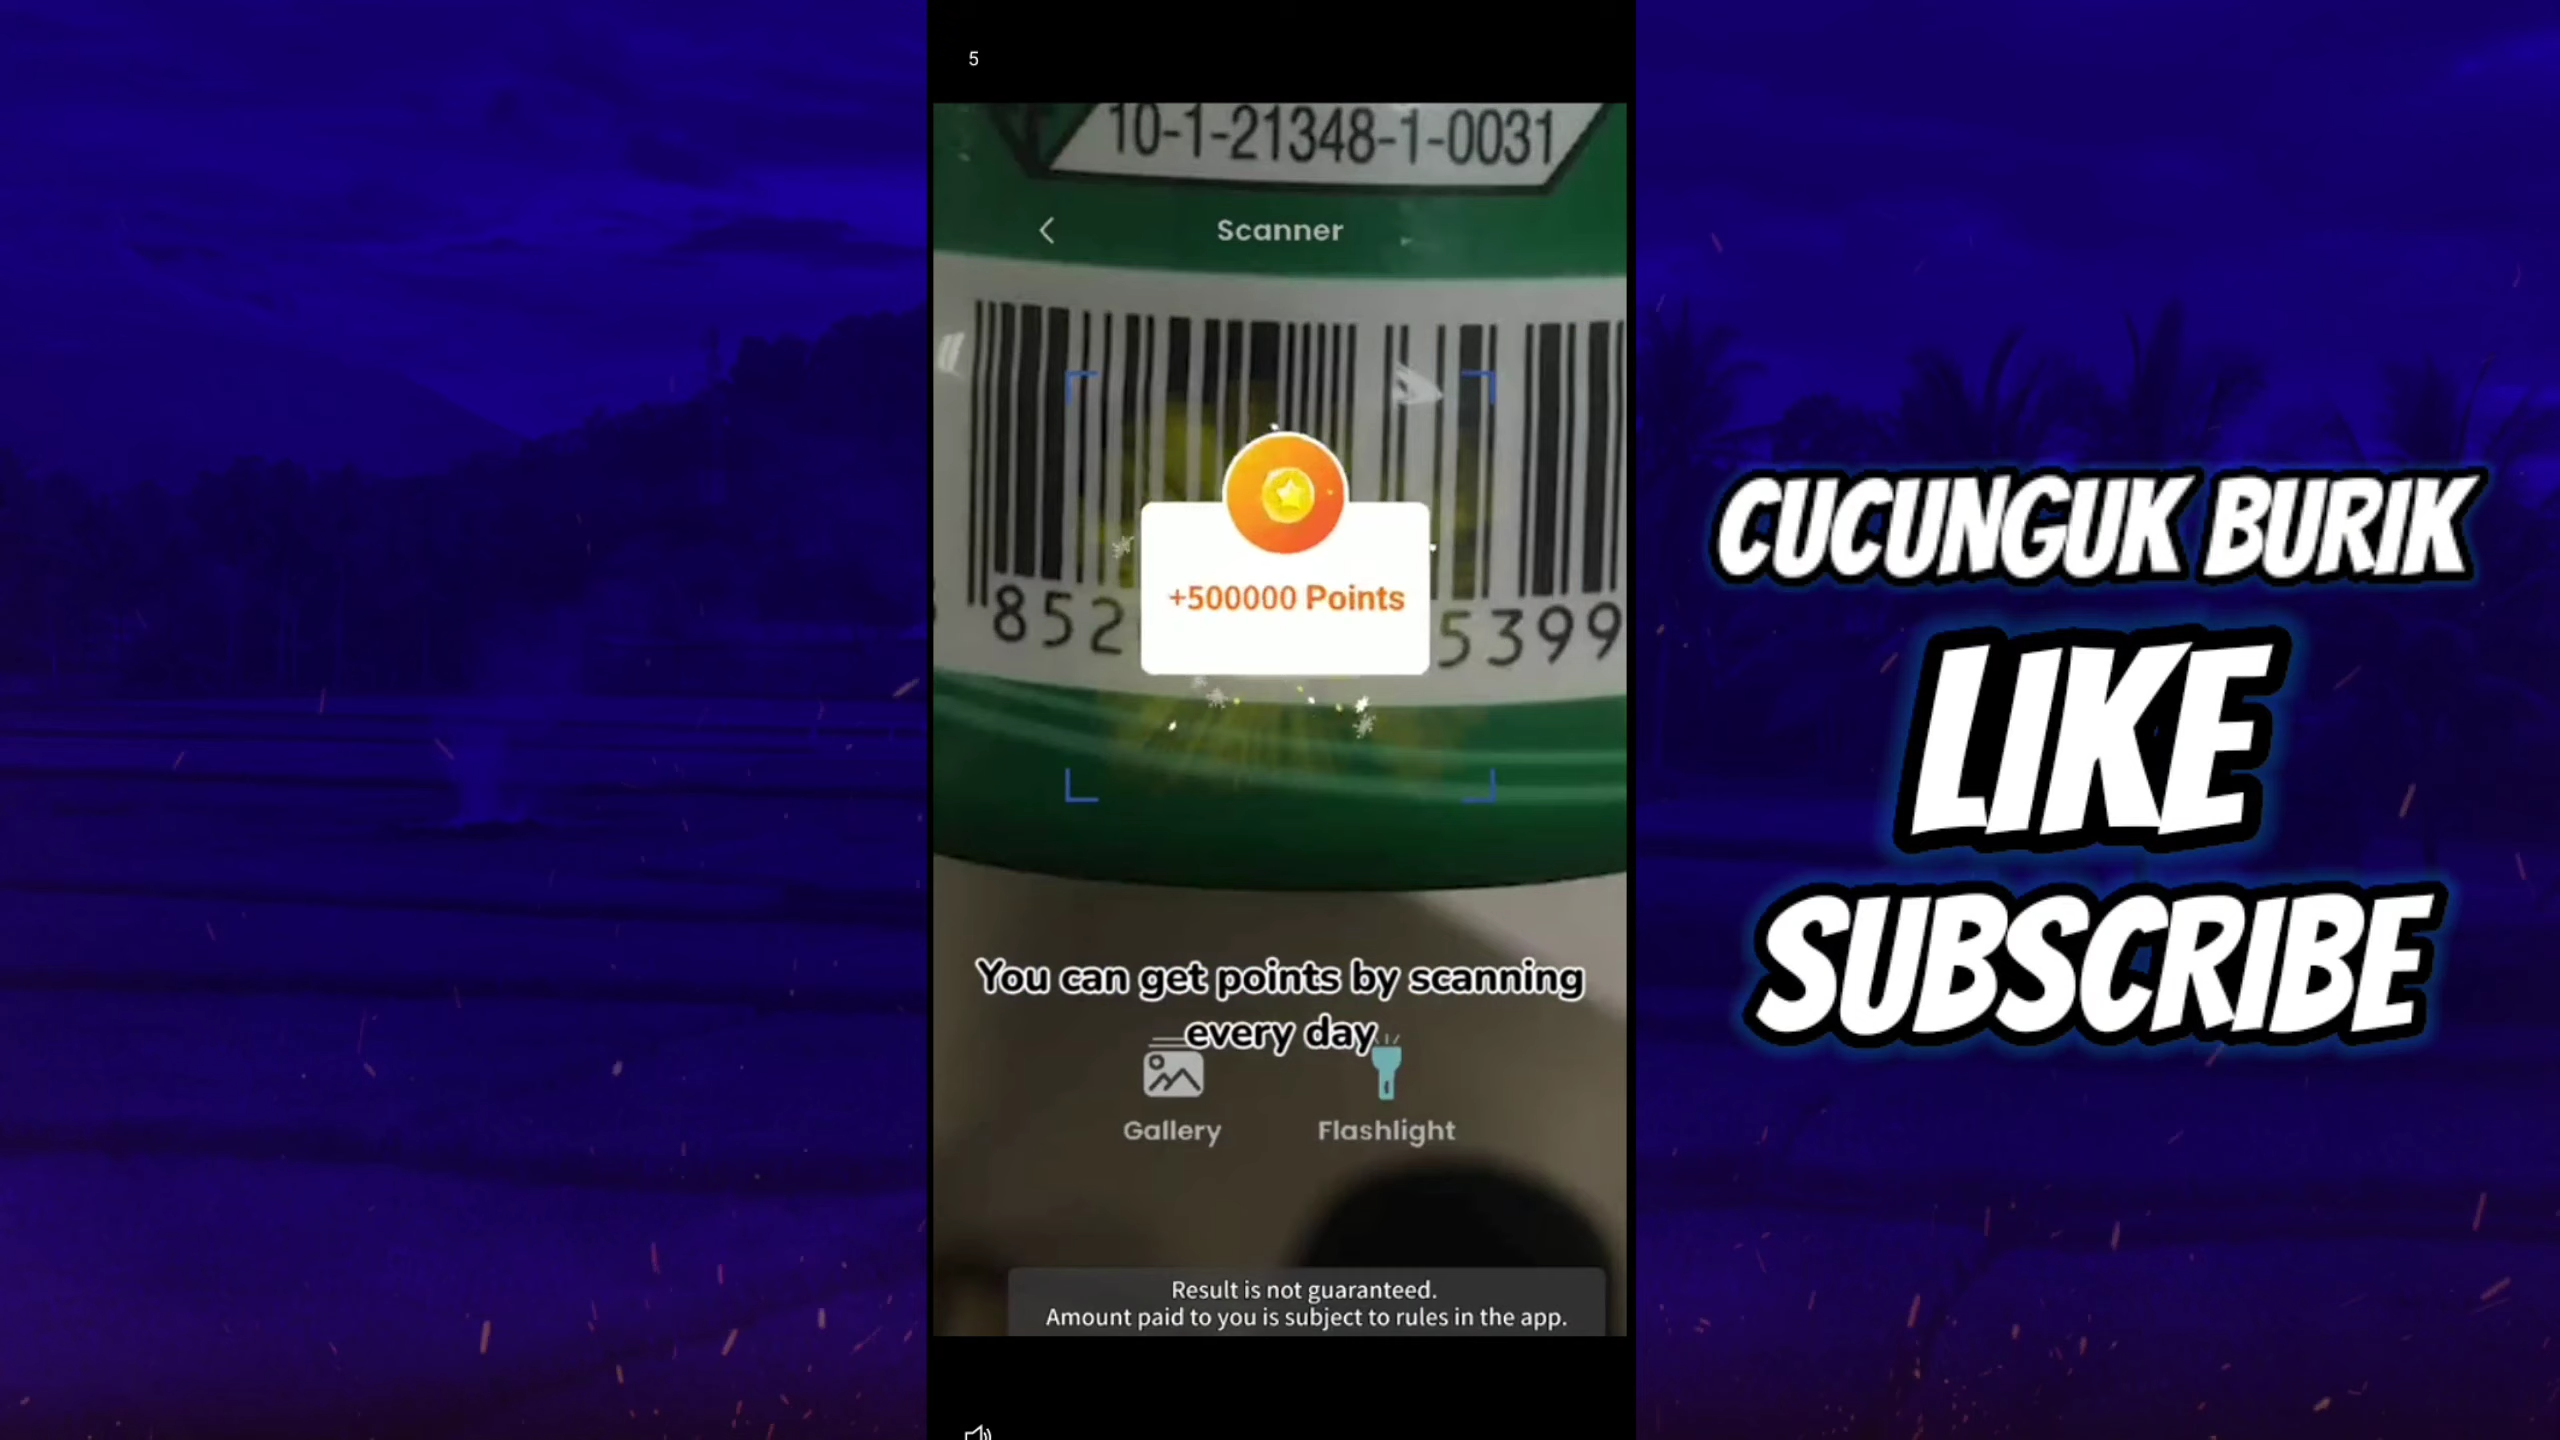 5
10-1-21348-1-0031
Scanner
+500000 Points
852
5399
You can get points by scanning
every day
Gallery
Flashlight
Result is not guaranteed.
Amount paid to you is subject to rules in the app.
CUCUNGUK BURIK
LIKE
SUBSCRIBE